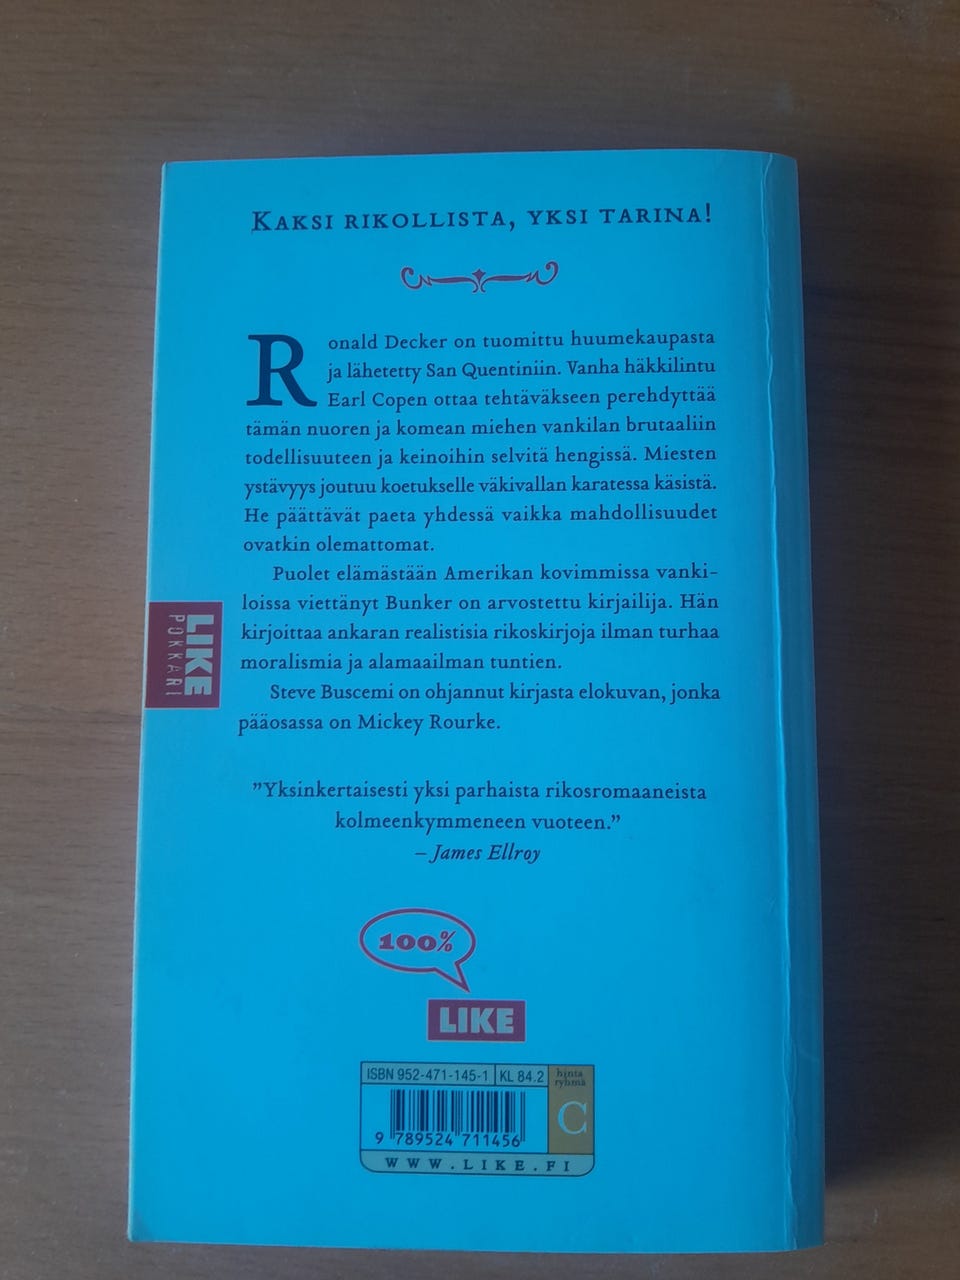 KAKSI RIKOLLISTA, YKSI TARINA!
Ronald Decker on tuomittu huumekaupasta
ja lähetetty San Quentiniin. Vanha häkkilintu
Earl Copen ottaa tehtäväkseen perehdyttää
tämän nuoren ja komean miehen vankilan brutaaliin
todellisuuteen ja keinoihin selvitä hengissä. Miesten
ystävyys joutuu koetukselle väkivallan karatessa käsistä.
He päättävät paeta yhdessä vaikka mahdollisuudet
ovatkin olemattomat.
Puolet elämästään Amerikan kovimmissa vanki-
loissa viettänyt Bunker on arvostettu kirjailija. Hän
kirjoittaa ankaran realistisia rikoskirjoja ilman turhaa
moralismia ja alamaailman tuntien.
Steve Buscemi on ohjannut kirjasta elokuvan, jonka
pääosassa on Mickey Rourke.
"Yksinkertaisesti yksi parhaista rikosromaaneista
kolmeenkymmeneen vuoteen."
– James Ellroy
LIKE
POKKARI
100%
LIKE
ISBN 952-471-145-1 KL 84.2
hinta
ryhmä
C
9 789524 711456
WWW.LIKE.FI